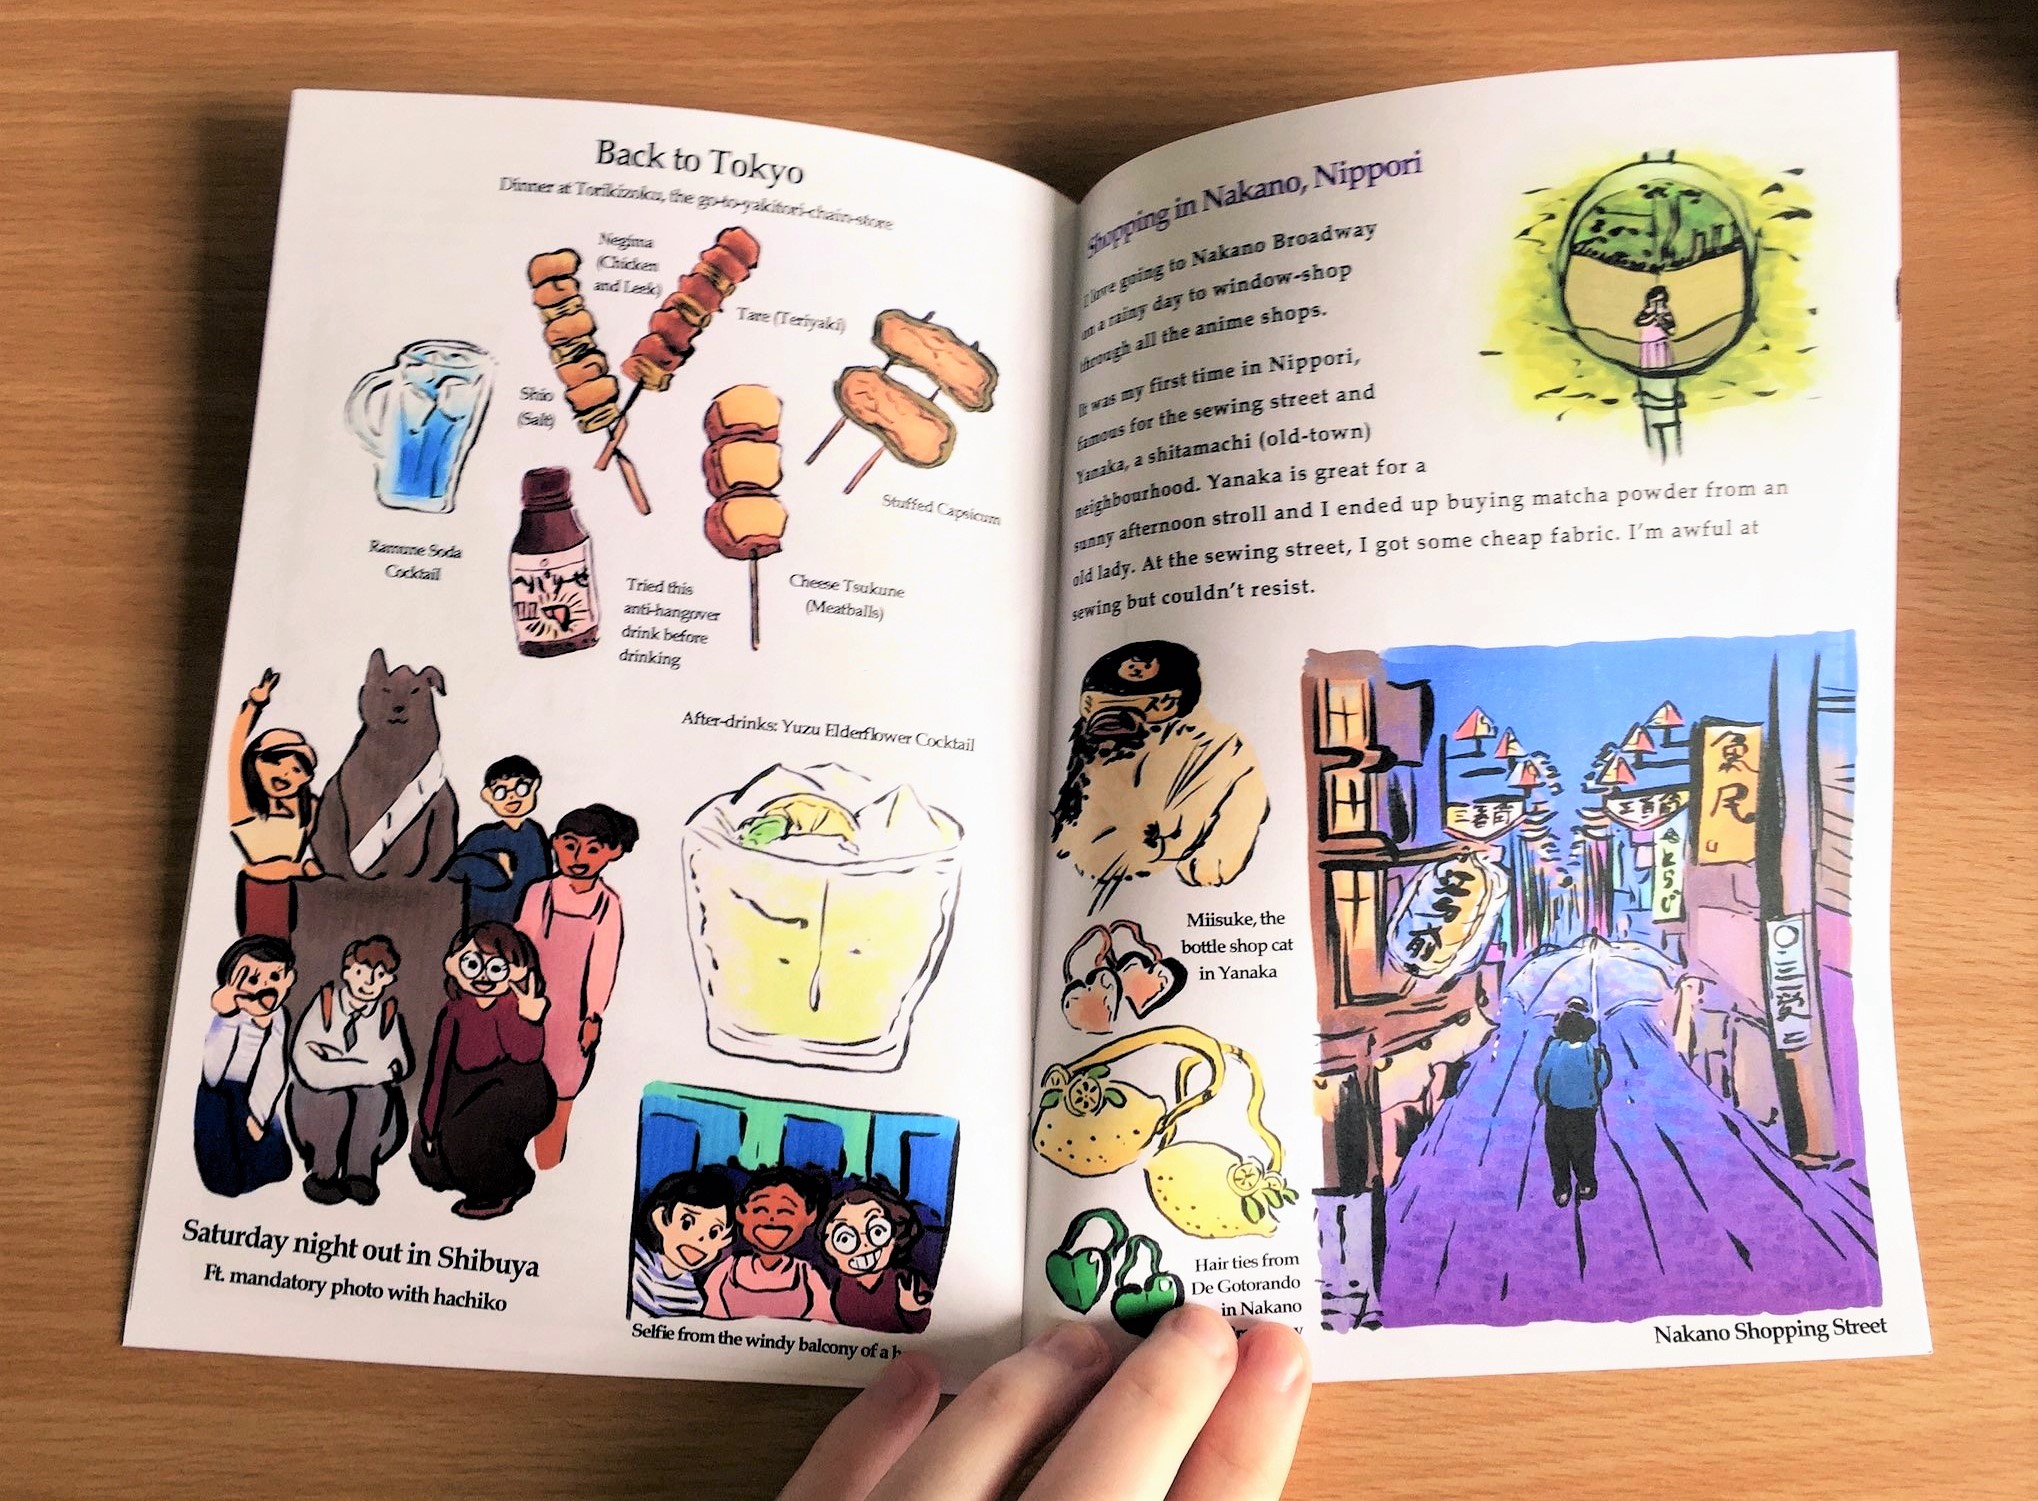 Back to Tokyo
Dinner at Torikizoku, the go-to-yakitori-chain-store
Negima
(Chicken
and Leek)
Tare (Teriyaki)
Shio
(Salt)
Stuffed Capsicum
Ramune Soda
Cocktail
Tried this
anti-hangover
drink before
drinking
Cheese Tsukune
(Meatballs)
After-drinks: Yuzu Elderflower Cocktail
Saturday night out in Shibuya
Ft. mandatory photo with hachiko
Selfie from the windy balcony of a
Shopping in Nakano, Nippori
I love going to Nakano Broadway
on a rainy day to window-shop
through all the anime shops.
It was my first time in Nippori,
famous for the sewing street and
Yanaka, a shitamachi (old-town)
neighbourhood. Yanaka is great for a
sunny afternoon stroll and I ended up buying matcha powder from an
old lady. At the sewing street, I got some cheap fabric. I'm awful at
sewing but couldn't resist.
スケ
Miisuke, the
bottle shop cat
in Yanaka
Hair ties from
De Gotorando
in Nakano
魚民
とらじ
Nakano Shopping Street